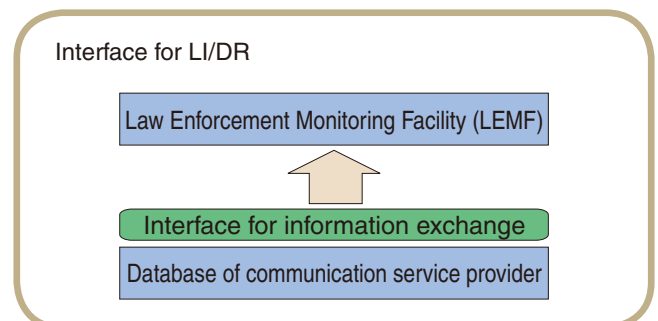 Interface for LI/DR
Law Enforcement Monitoring Facility (LEMF)
Interface for information exchange
Database of communication service provider